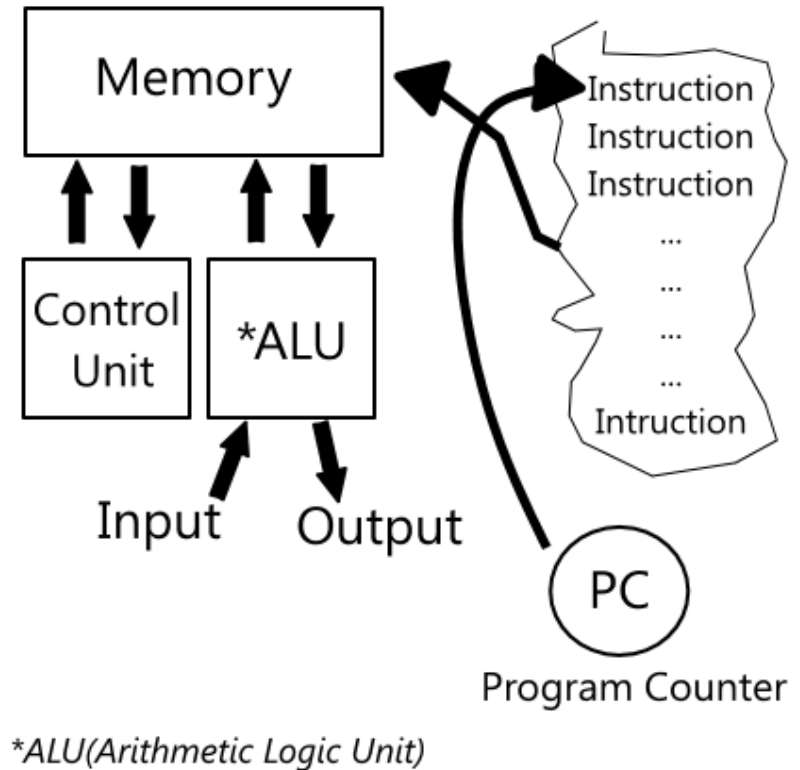 Memory
Control
Unit
*ALU
Input
Output
Instruction
Instruction
Instruction
...
...
...
...
Intruction
PC
Program Counter
*ALU(Arithmetic Logic Unit)